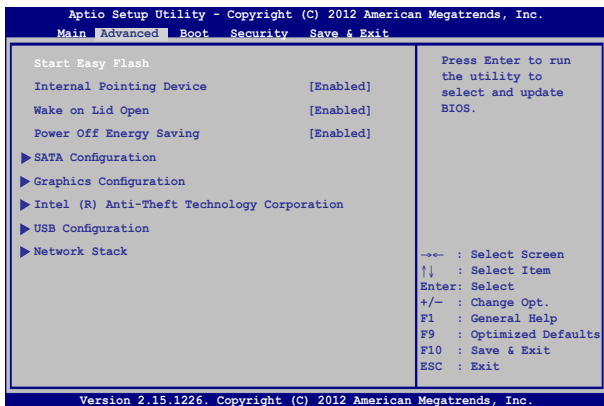 Aptio Setup Utility - Copyright (C) 2012 American Megatrends, Inc.
Main Advanced Boot Security Save & Exit
Start Easy Flash
Internal Pointing Device [Enabled]
Wake on Lid Open [Enabled]
Power Off Energy Saving [Enabled]
SATA Configuration
Graphics Configuration
Intel (R) Anti-Theft Technology Corporation
USB Configuration
Network Stack
Press Enter to run
the utility to
select and update
BIOS.
→← : Select Screen
↑↓ : Select Item
Enter: Select
+/— : Change Opt.
F1 : General Help
F9 : Optimized Defaults
F10 : Save & Exit
ESC : Exit
Version 2.15.1226. Copyright (C) 2012 American Megatrends, Inc.